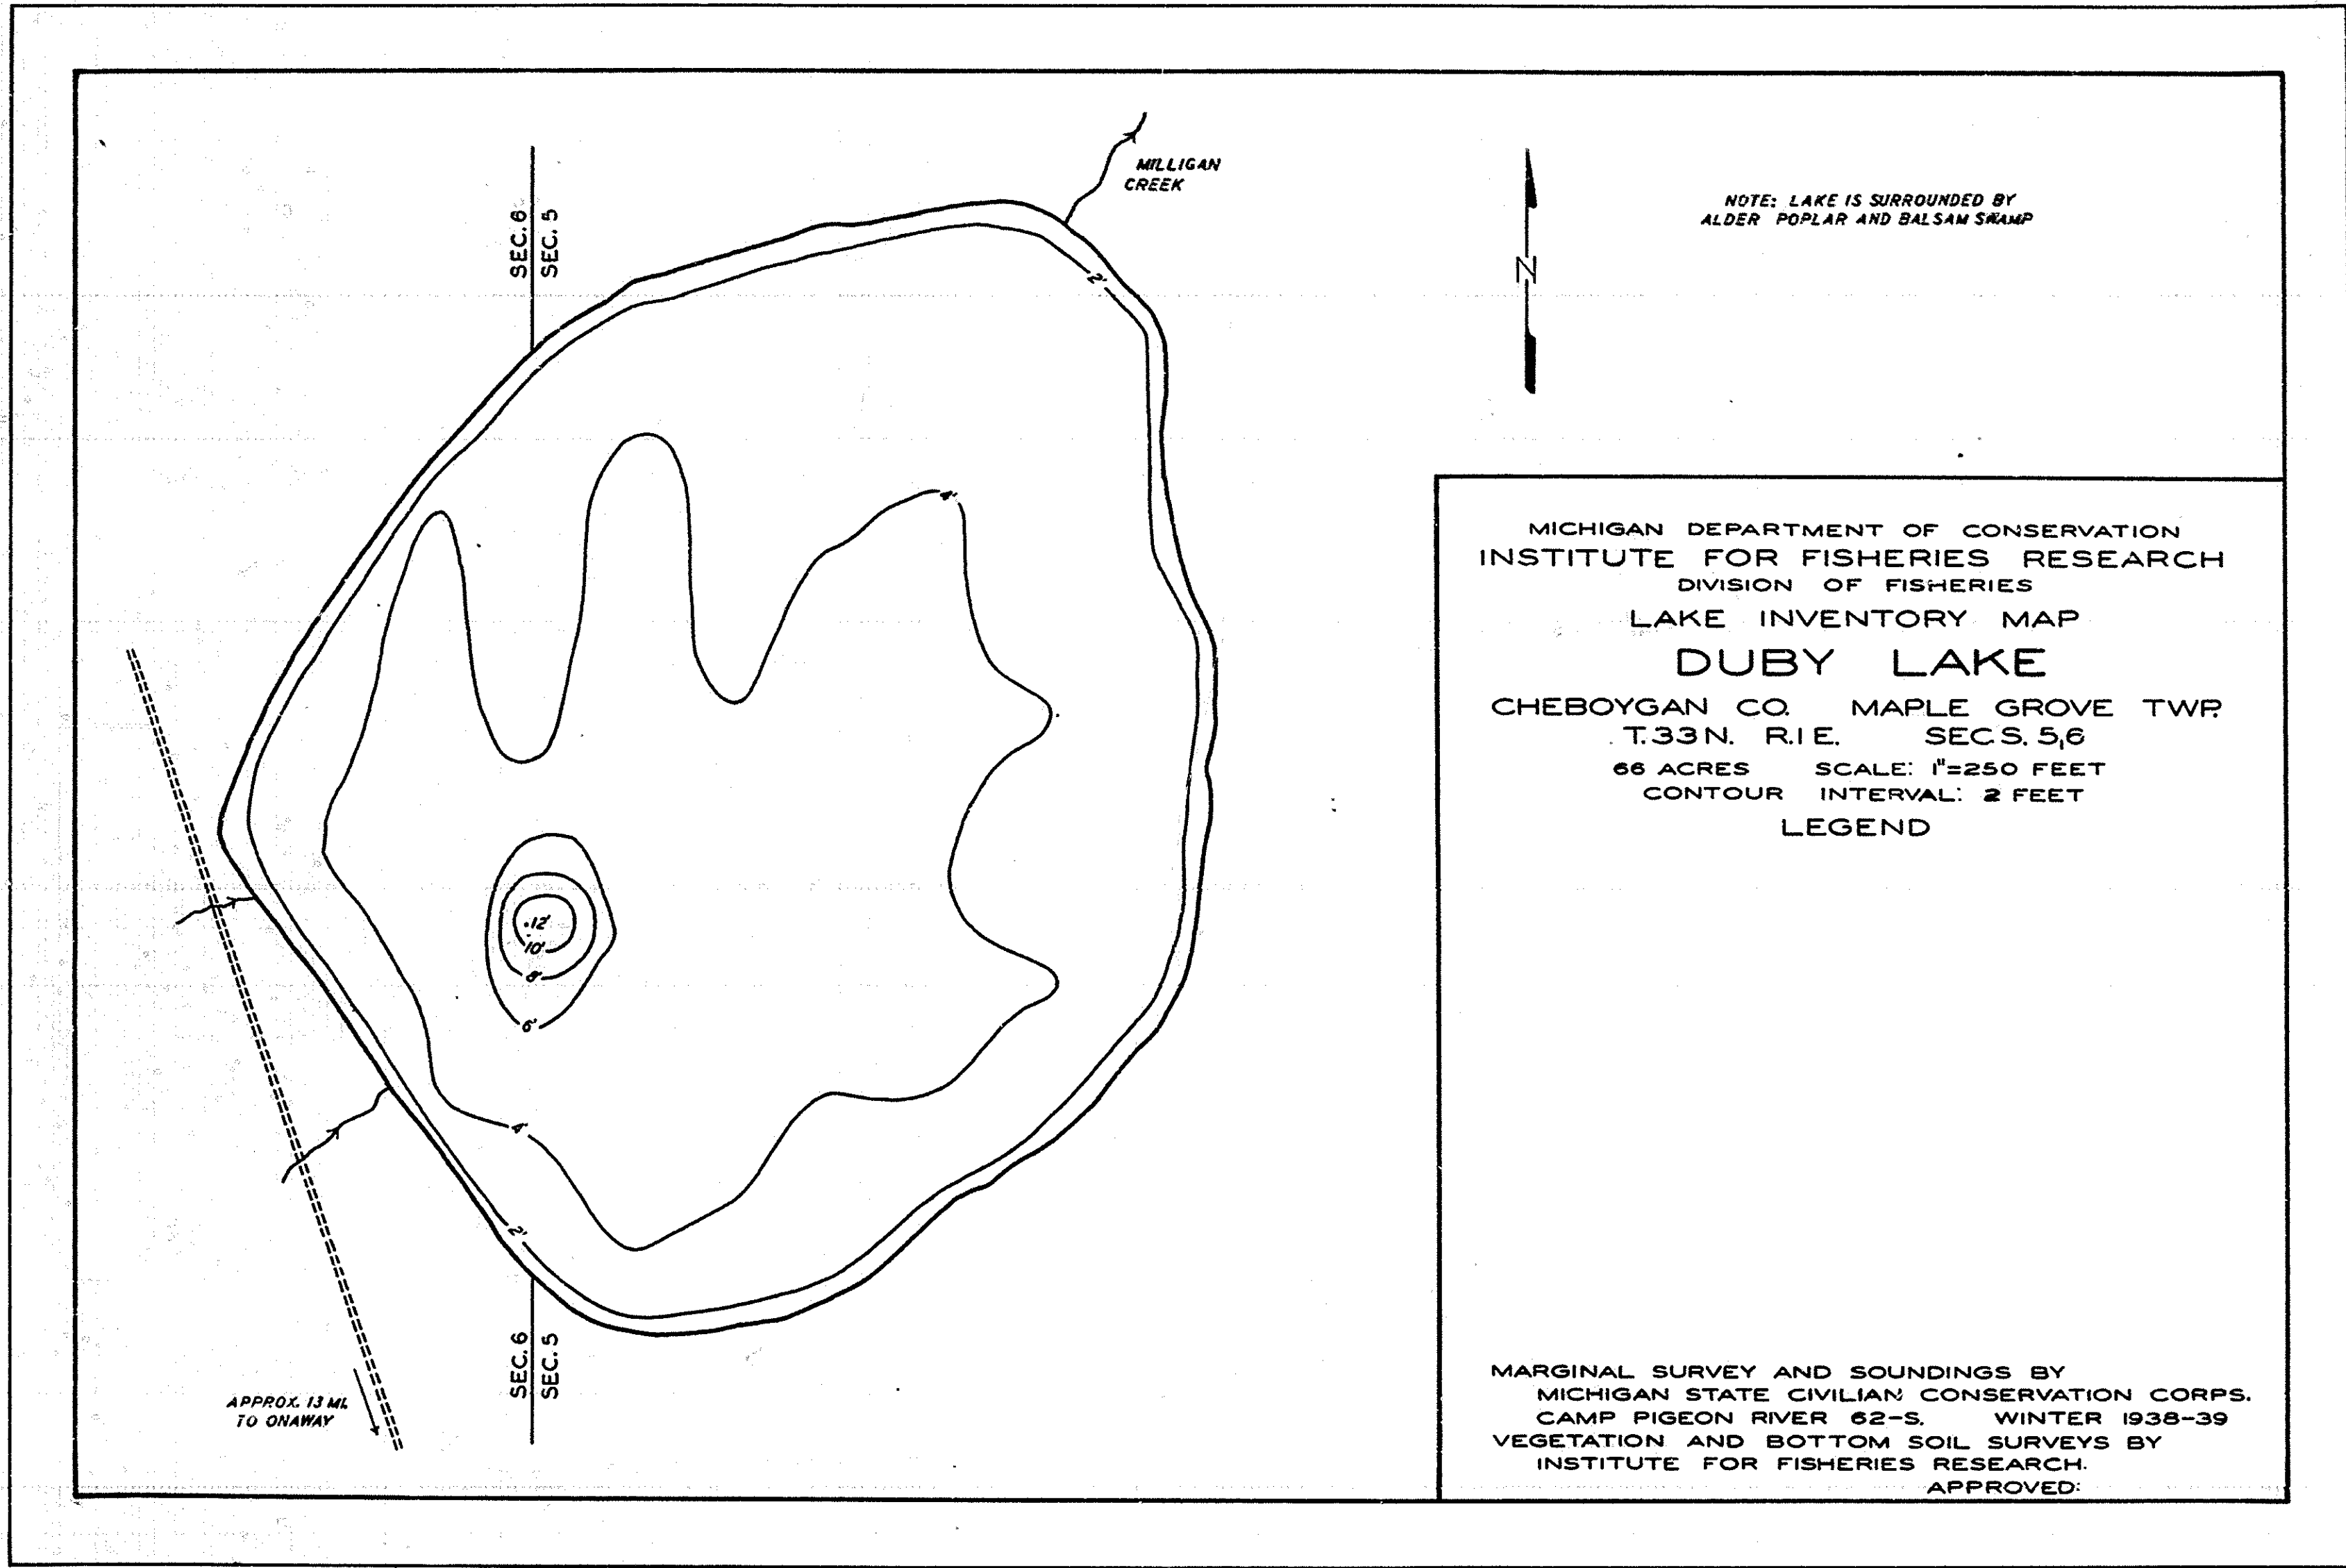 MILLIGAN
CREEK
SEC. 6
SEC. 5
2'
N
NOTE: LAKE IS SURROUNDED BY
ALDER POPLAR AND BALSAM SWAMP
4'
.12'
10'
8'
6'
4'
2'
SEC. 6
SEC. 5
APPROX. 13 MI.
TO ONAWAY
MICHIGAN DEPARTMENT OF CONSERVATION
INSTITUTE FOR FISHERIES RESEARCH
DIVISION OF FISHERIES
LAKE INVENTORY MAP
DUBY LAKE
CHEBOYGAN CO. MAPLE GROVE TWP.
T.33N. R.1E. SECS. 5,6
66 ACRES SCALE: 1"=250 FEET
CONTOUR INTERVAL: 2 FEET
LEGEND
MARGINAL SURVEY AND SOUNDINGS BY
MICHIGAN STATE CIVILIAN CONSERVATION CORPS.
CAMP PIGEON RIVER 62-S. WINTER 1938-39
VEGETATION AND BOTTOM SOIL SURVEYS BY
INSTITUTE FOR FISHERIES RESEARCH.
APPROVED: